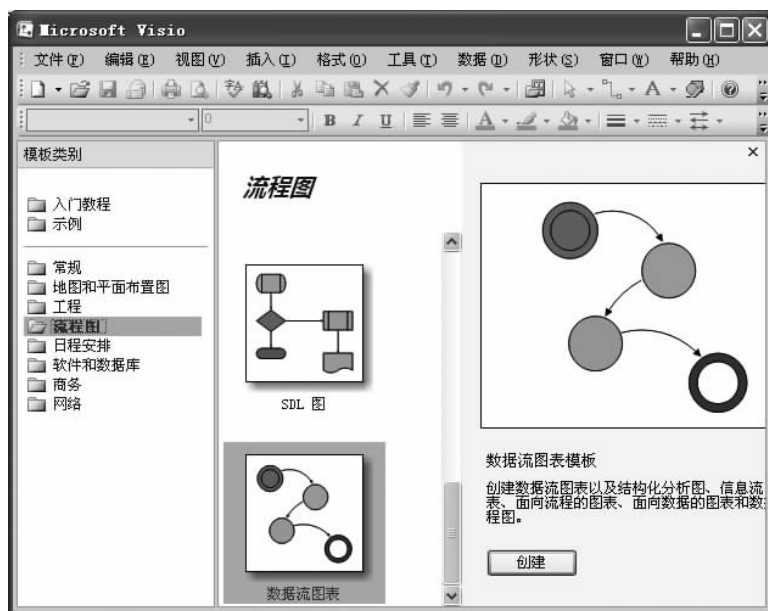 Microsoft Visio
文件(F) 编辑(E) 视图(V) 插入(I) 格式(O) 工具(T) 数据(D) 形状(S) 窗口(W) 帮助(H)
0
B I U A
模板类别
入门教程
示例
常规
地图和平面布置图
工程
流程图
日程安排
软件和数据库
商务
网络
流程图
SDL 图
数据流图表
数据流图表模板
创建数据流图表以及结构化分析图、信息流
表、面向流程的图表、面向数据的图表和数
程图。
创建